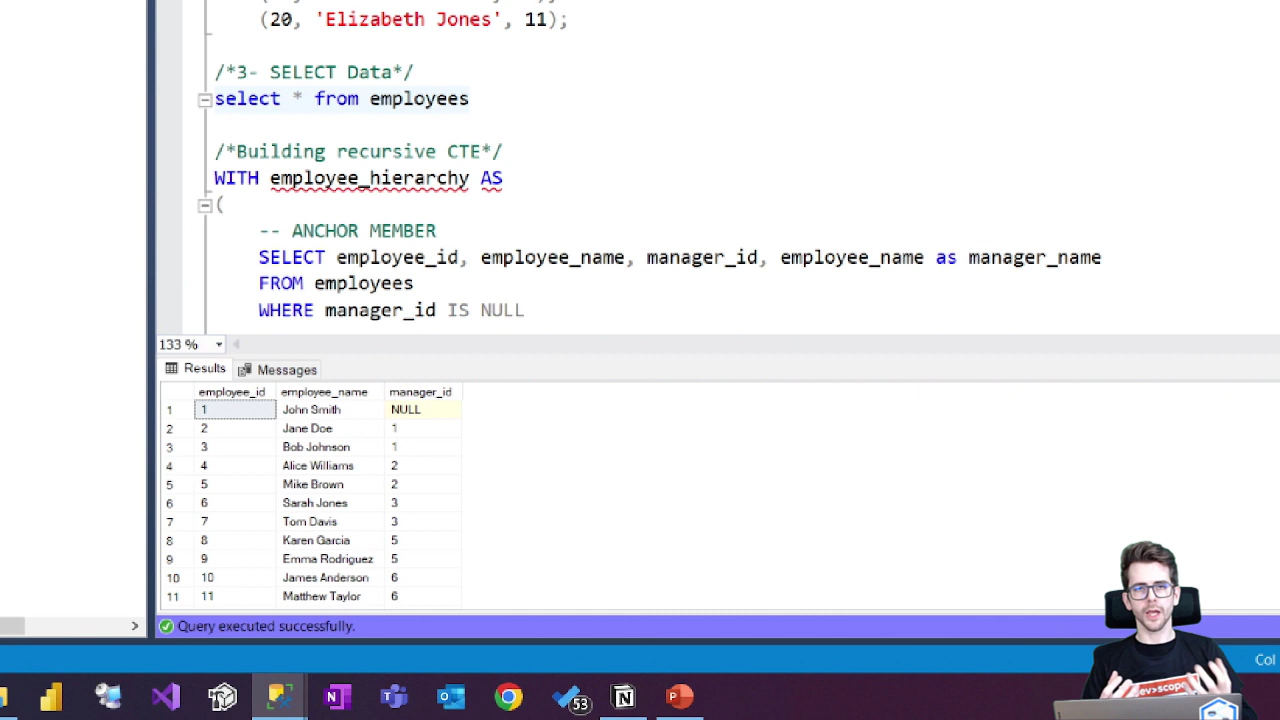 (20, 'Elizabeth Jones', 11);
/*3- SELECT Data*/
select * from employees
/*Building recursive CTE*/
WITH employee_hierarchy AS
(
-- ANCHOR MEMBER
SELECT employee_id, employee_name, manager_id, employee_name as manager_name
FROM employees
WHERE manager_id IS NULL
133 %
Results Messages
employee_id employee_name manager_id
1 1 John Smith NULL
2 2 Jane Doe 1
3 3 Bob Johnson 1
4 4 Alice Williams 2
5 5 Mike Brown 2
6 6 Sarah Jones 3
7 7 Tom Davis 3
8 8 Karen Garcia 5
9 9 Emma Rodriguez 5
10 10 James Anderson 6
11 11 Matthew Taylor 6
Query executed successfully.
Col
53
dev>scope